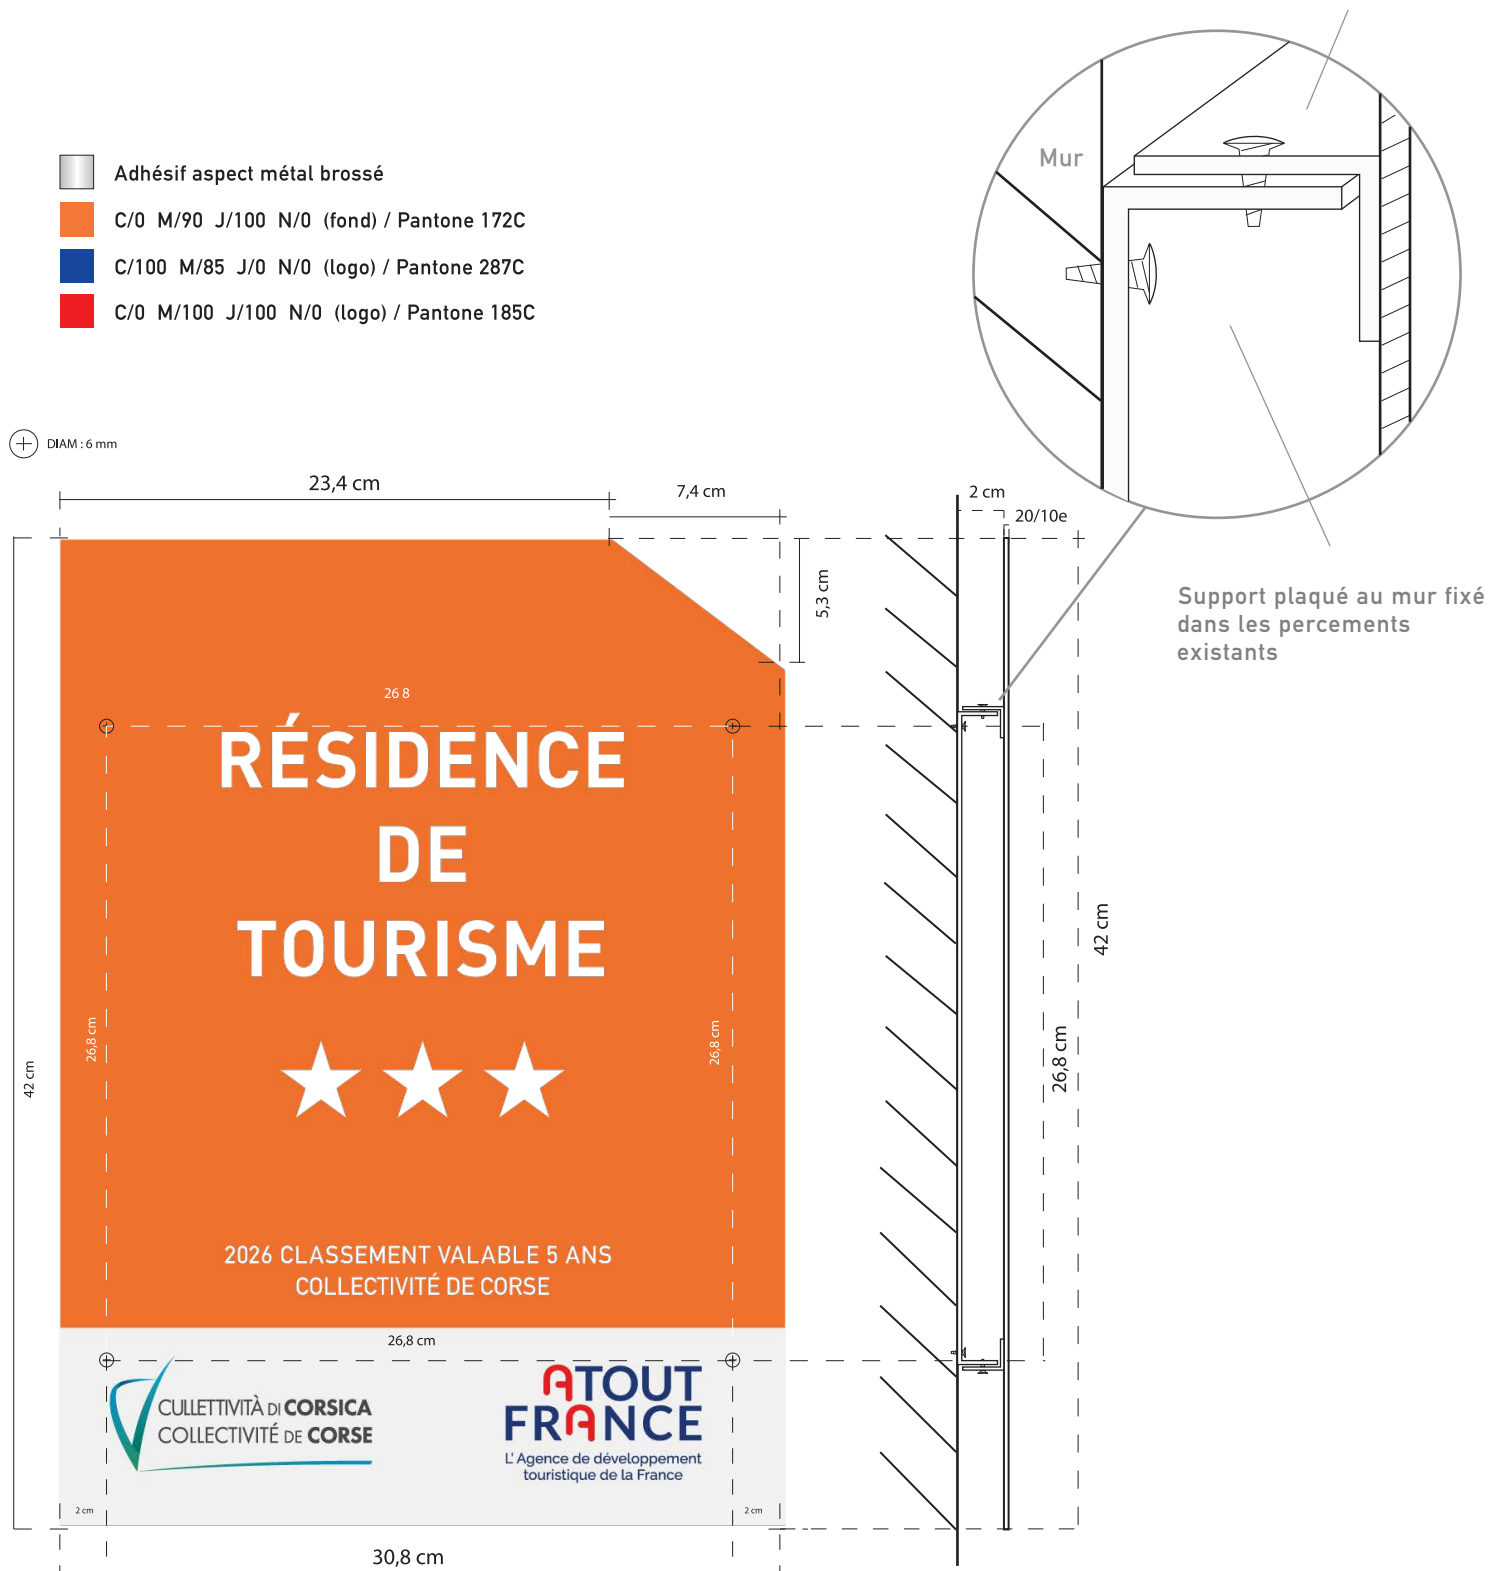 Mur
Adhésif aspect métal brossé
C/0 M/90 J/100 N/0 (fond) / Pantone 172C
C/100 M/85 J/0 N/0 (logo) / Pantone 287C
C/0 M/100 J/100 N/0 (logo) / Pantone 185C
DIAM : 6 mm
23,4 cm
7,4 cm
2 cm
20/10e
5,3 cm
Support plaqué au mur fixé
dans les percements
existants
26 8
RÉSIDENCE
DE
TOURISME
42 cm
26,8 cm
26,8 cm
26,8 cm
42 cm
2026 CLASSEMENT VALABLE 5 ANS
COLLECTIVITÉ DE CORSE
26,8 cm
CULLETTIVITÀ DI CORSICA
COLLECTIVITÉ DE CORSE
ATOUT
FRANCE
L'Agence de développement
touristique de la France
2 cm
2 cm
30,8 cm